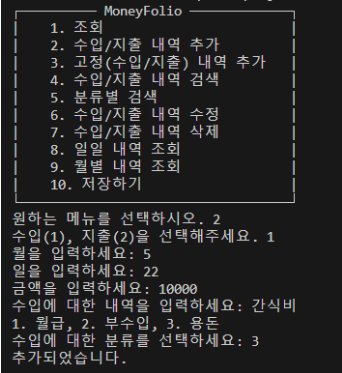 MoneyFolio
1. 조회
2. 수입/지출 내역 추가
3. 고정(수입/지출) 내역 추가
4. 수입/지출 내역 검색
5. 분류별 검색
6. 수입/지출 내역 수정
7. 수입/지출 내역 삭제
8. 일일 내역 조회
9. 월별 내역 조회
10. 저장하기
원하는 메뉴를 선택하시오. 2
수입(1), 지출(2)을 선택해주세요. 1
월을 입력하세요: 5
일을 입력하세요: 22
금액을 입력하세요: 10000
수입에 대한 내역을 입력하세요: 간식비
1. 월급, 2. 부수입, 3. 용돈
수입에 대한 분류를 선택하세요: 3
추가되었습니다.